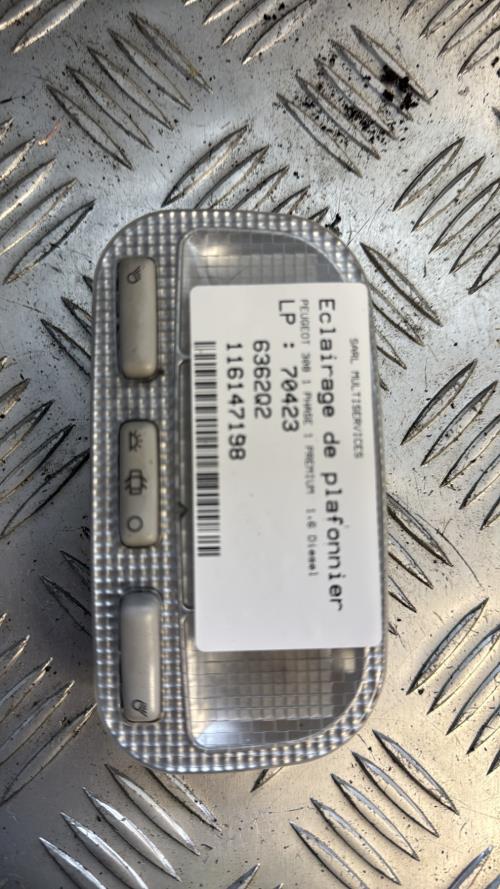 SARL MULTISERVICES
Eclairage de plafonnier
PEUGEOT 308 1 PHASE 1 PREMIUM 1.6 Diesel
LP : 70423
6362Q2
116147198